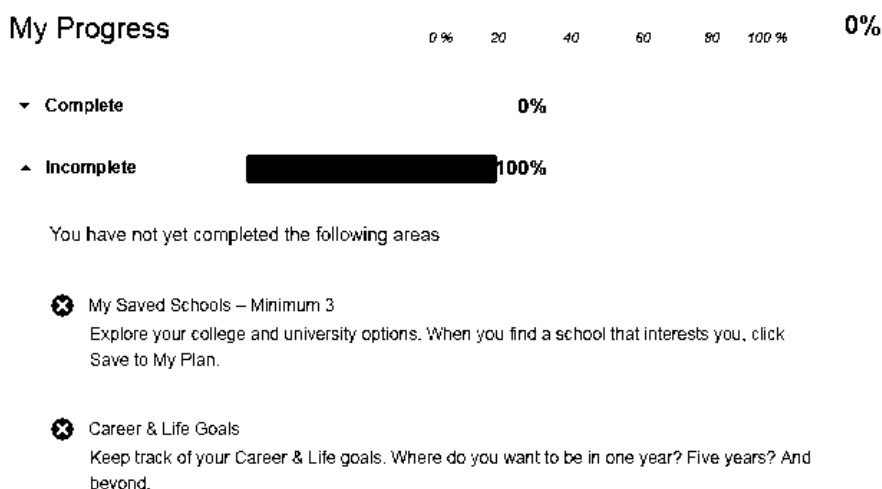 My Progress 0 % 20 40 60 80 100 % 0%
Complete 0%
Incomplete 100%
You have not yet completed the following areas
My Saved Schools – Minimum 3
Explore your college and university options. When you find a school that interests you, click
Save to My Plan.
Career & Life Goals
Keep track of your Career & Life goals. Where do you want to be in one year? Five years? And
beyond.